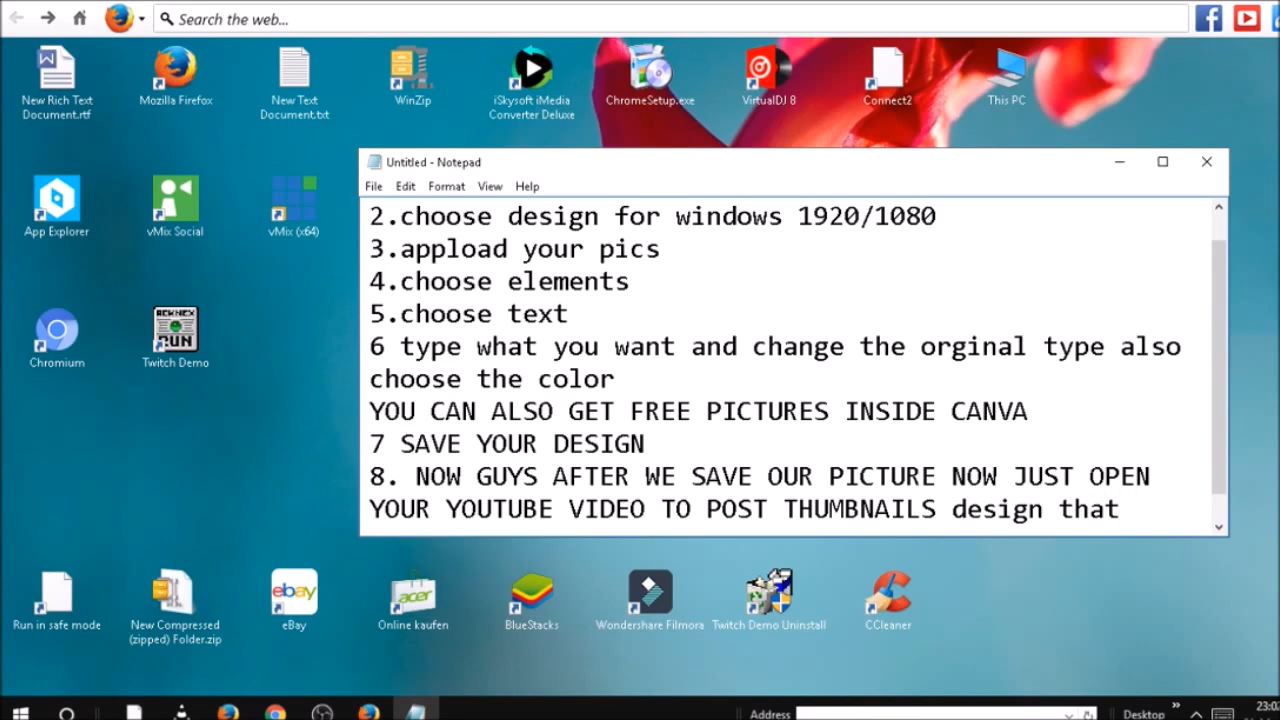 Search the web...
New Rich Text
Document.rtf
Mozilla Firefox
New Text
Document.txt
WinZip
iSkysoft iMedia
Converter Deluxe
ChromeSetup.exe
VirtualDJ 8
Connect2
This PC
Untitled - Notepad
File Edit Format View Help
2.choose design for windows 1920/1080
3.appload your pics
4.choose elements
5.choose text
6 type what you want and change the orginal type also
choose the color
YOU CAN ALSO GET FREE PICTURES INSIDE CANVA
7 SAVE YOUR DESIGN
8. NOW GUYS AFTER WE SAVE OUR PICTURE NOW JUST OPEN
YOUR YOUTUBE VIDEO TO POST THUMBNAILS design that
App Explorer
vMix Social
vMix (x64)
Chromium
REKNEX
RUN
Twitch Demo
Run in safe mode
New Compressed
(zipped) Folder.zip
ebay
eBay
acer
Online kaufen
BlueStacks
Wondershare Filmora
Twitch Demo Uninstall
CCleaner
Address
Desktop